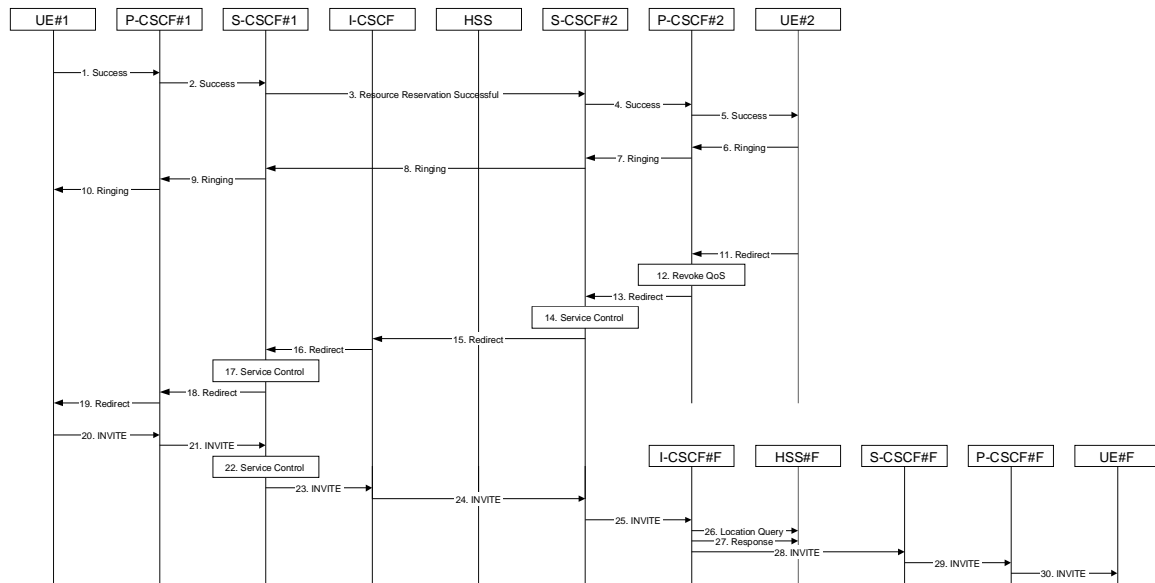 UE#1
P-CSCF#1
S-CSCF#1
I-CSCF
HSS
S-CSCF#2
P-CSCF#2
UE#2
1. Success
2. Success
3. Resource Reservation Successful
4. Success
5. Success
6. Ringing
7. Ringing
8. Ringing
9. Ringing
10. Ringing
11. Redirect
12. Revoke QoS
13. Redirect
14. Service Control
15. Redirect
16. Redirect
17. Service Control
18. Redirect
19. Redirect
20. INVITE
21. INVITE
I-CSCF#F
HSS#F
S-CSCF#F
P-CSCF#F
UE#F
22. Service Control
23. INVITE
24. INVITE
25. INVITE
26. Location Query
27. Response
28. INVITE
29. INVITE
30. INVITE